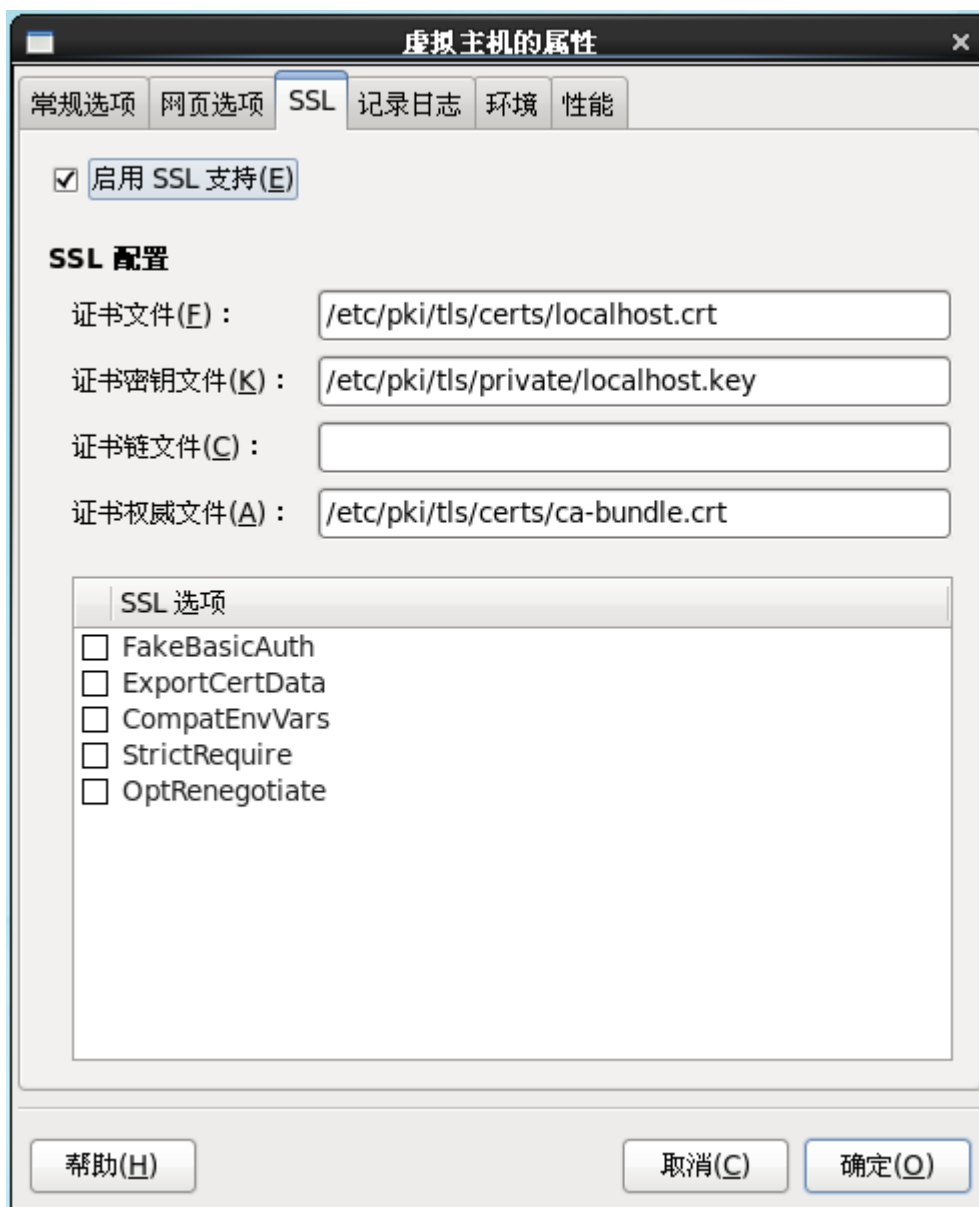 虚拟主机的属性
常规选项 网页选项 SSL 记录日志 环境 性能
启用 SSL 支持(E)
SSL 配置
证书文件(F)： /etc/pki/tls/certs/localhost.crt
证书密钥文件(K)： /etc/pki/tls/private/localhost.key
证书链文件(C)：
证书权威文件(A)： /etc/pki/tls/certs/ca-bundle.crt
SSL 选项
FakeBasicAuth
ExportCertData
CompatEnvVars
StrictRequire
OptRenegotiate
帮助(H) 取消(C) 确定(O)